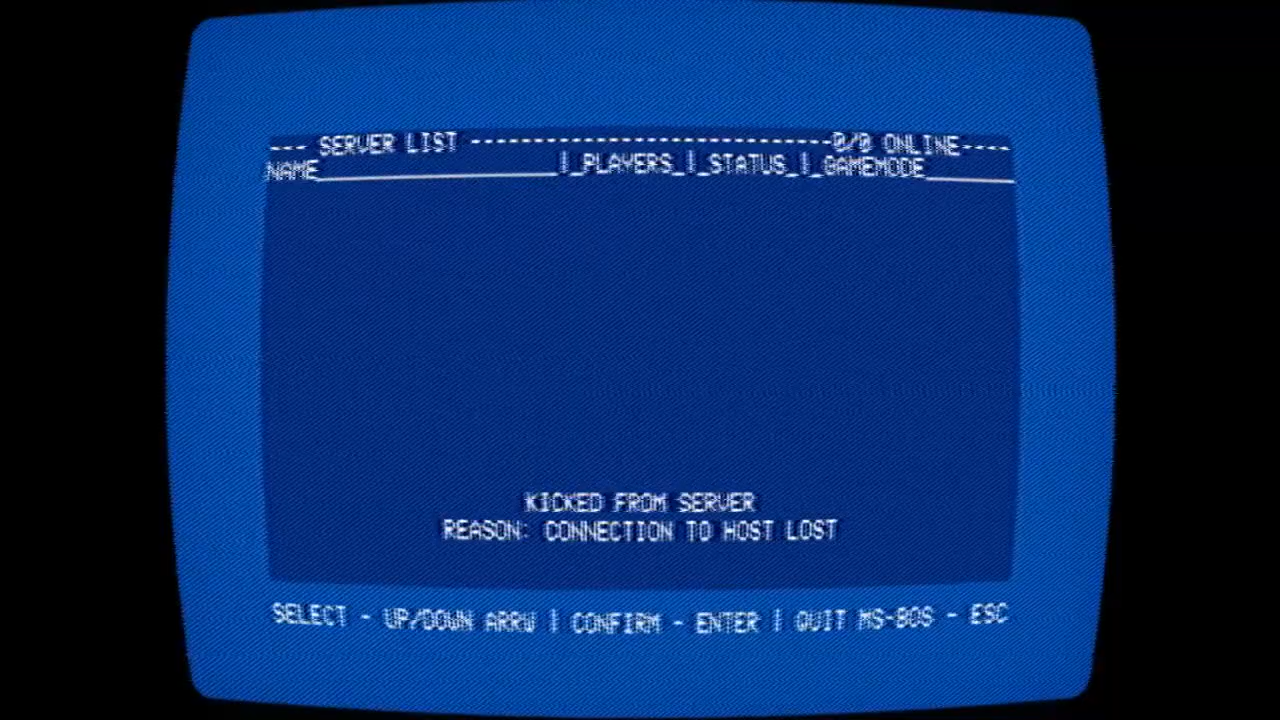 --- SERVER LIST -------------------------------0/0 ONLINE----
NAME___________________|_PLAYERS_|_STATUS_|_GAMEMODE_______
KICKED FROM SERVER
REASON: CONNECTION TO HOST LOST
SELECT - UP/DOWN ARRW | CONFIRM - ENTER | QUIT MS-BOS - ESC